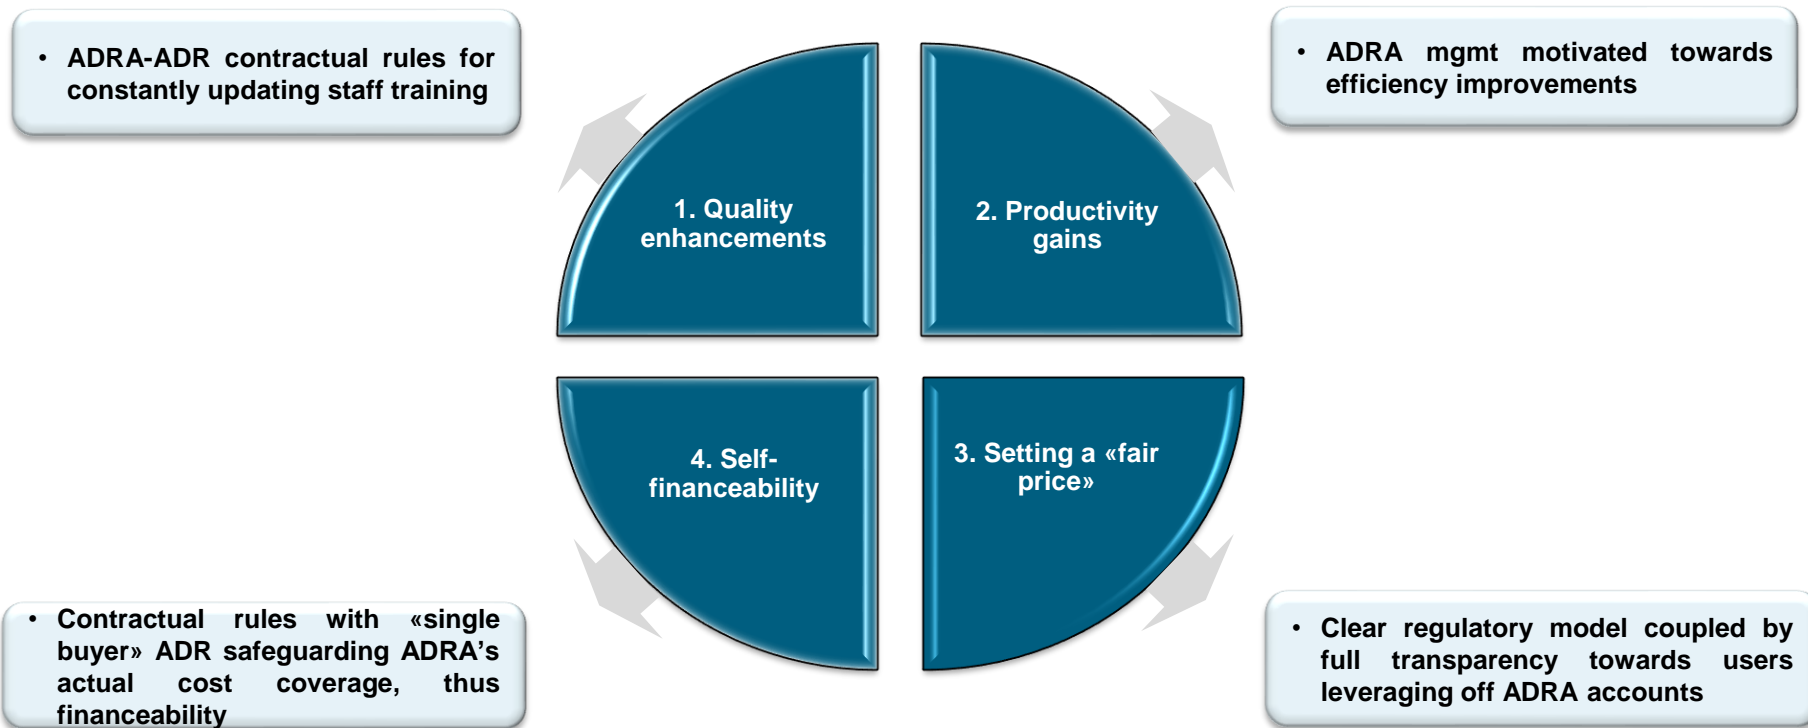 • ADRA-ADR contractual rules for
constantly updating staff training
1. Quality
enhancements
2. Productivity
gains
• ADRA mgmt motivated towards
efficiency improvements
4. Self-
financeability
3. Setting a «fair
price»
• Contractual rules with «single
buyer» ADR safeguarding ADRA's
actual cost coverage, thus
financeability
• Clear regulatory model coupled by
full transparency towards users
leveraging off ADRA accounts